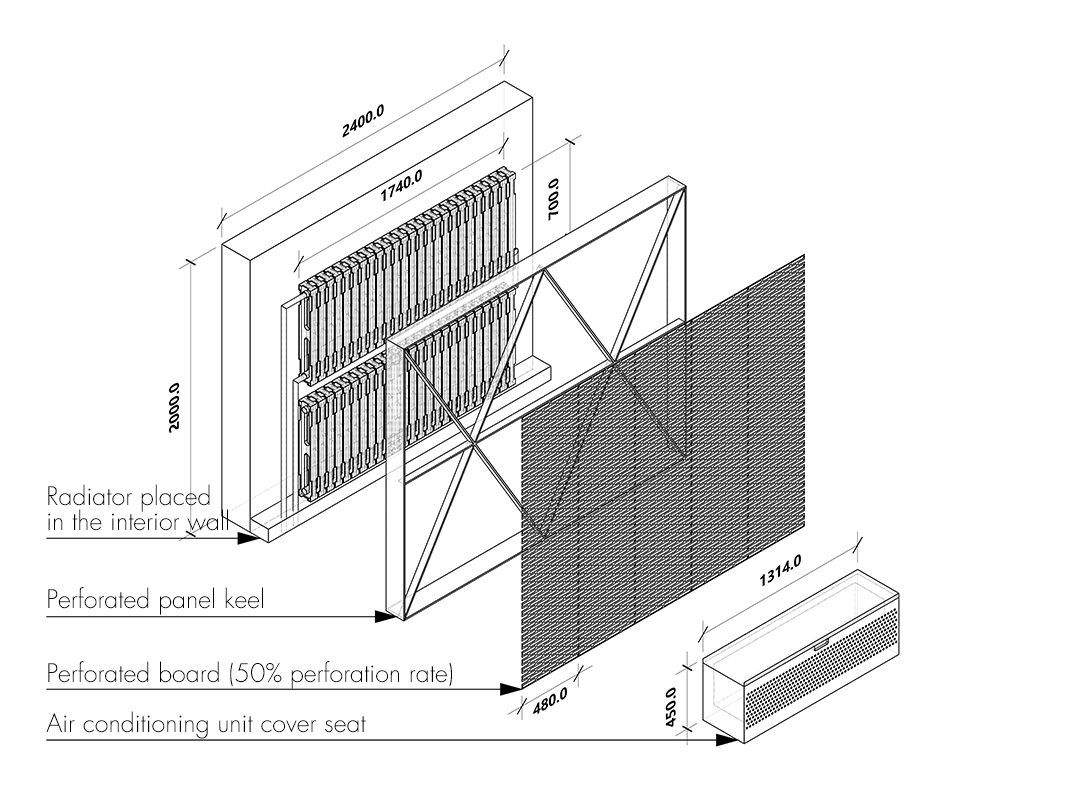 2400.0
1740.0
700.0
2000.0
Radiator placed
in the interior wall
1314.0
Perforated panel keel
Perforated board (50% perforation rate)
480.0
450.0
Air conditioning unit cover seat